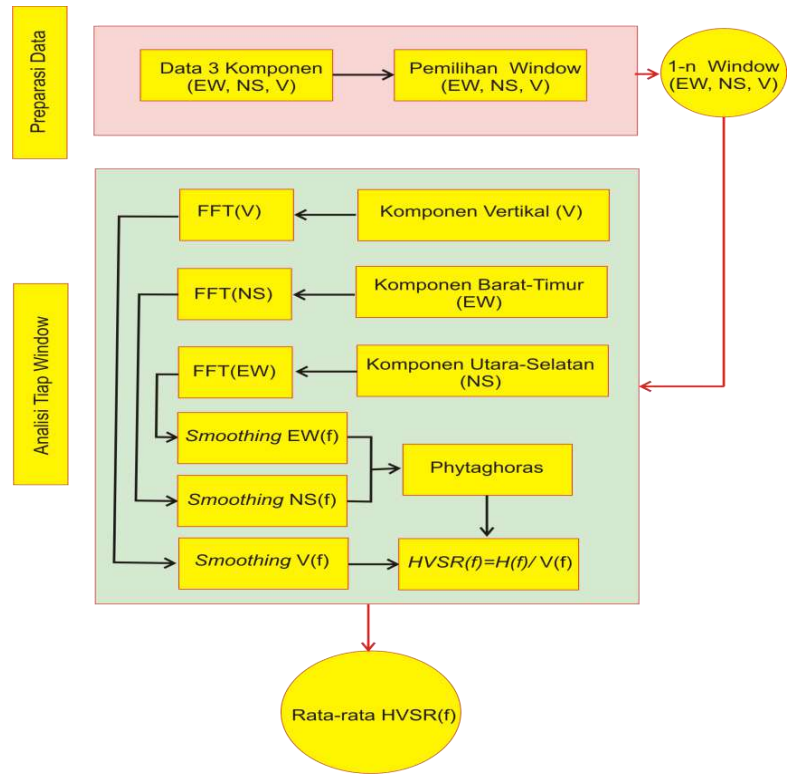 Preparasi Data
Data 3 Komponen
(EW, NS, V)
Pemilihan Window
(EW, NS, V)
1-n Window
(EW, NS, V)
Analisi Tiap Window
FFT(V)
Komponen Vertikal (V)
FFT(NS)
Komponen Barat-Timur
(EW)
FFT(EW)
Komponen Utara-Selatan
(NS)
Smoothing EW(f)
Phytaghoras
Smoothing NS(f)
Smoothing V(f)
HVSR(f)=H(f)/ V(f)
Rata-rata HVSR(f)